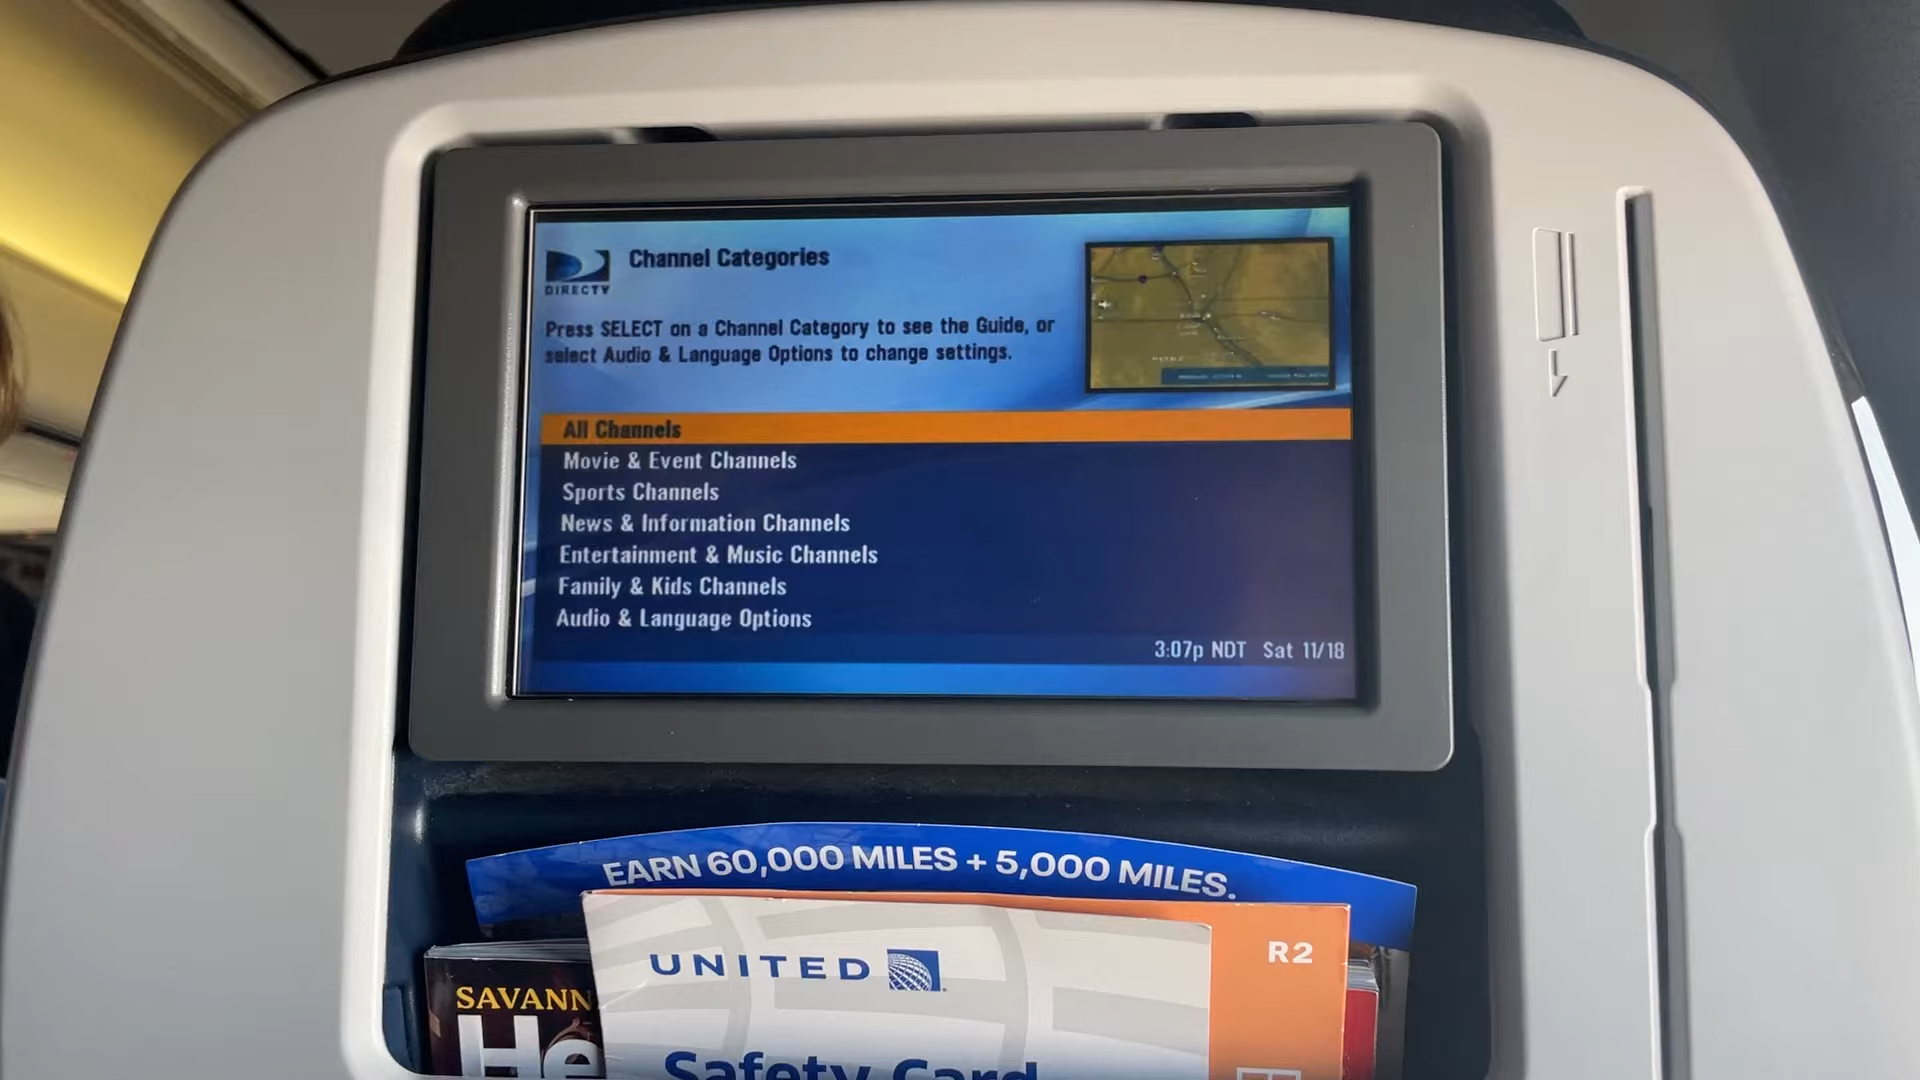 DIRECTV
Channel Categories
Press SELECT on a Channel Category to see the Guide, or
select Audio & Language Options to change settings.
All Channels
Movie & Event Channels
Sports Channels
News & Information Channels
Entertainment & Music Channels
Family & Kids Channels
Audio & Language Options
3:07p NDT Sat 11/18
EARN 60,000 MILES + 5,000 MILES.
UNITED
R2
SAVANN
He
Safety Card